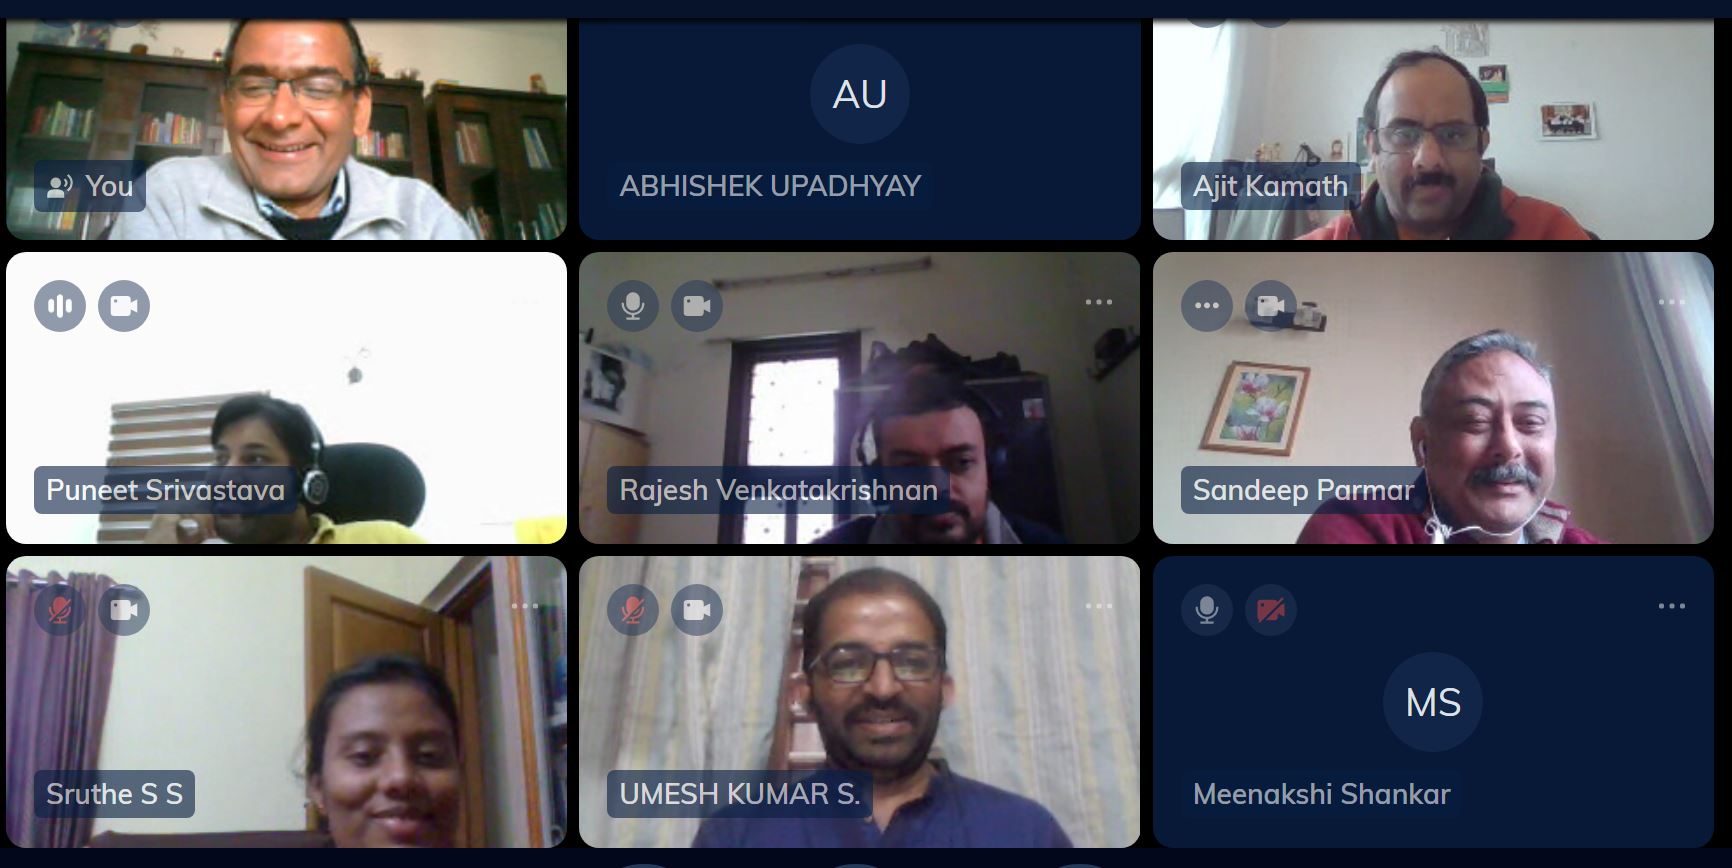 You
AU
ABHISHEK UPADHYAY
Ajit Kamath
Puneet Srivastava
Rajesh Venkatakrishnan
Sandeep Parmar
Sruthe S S
UMESH KUMAR S.
MS
Meenakshi Shankar